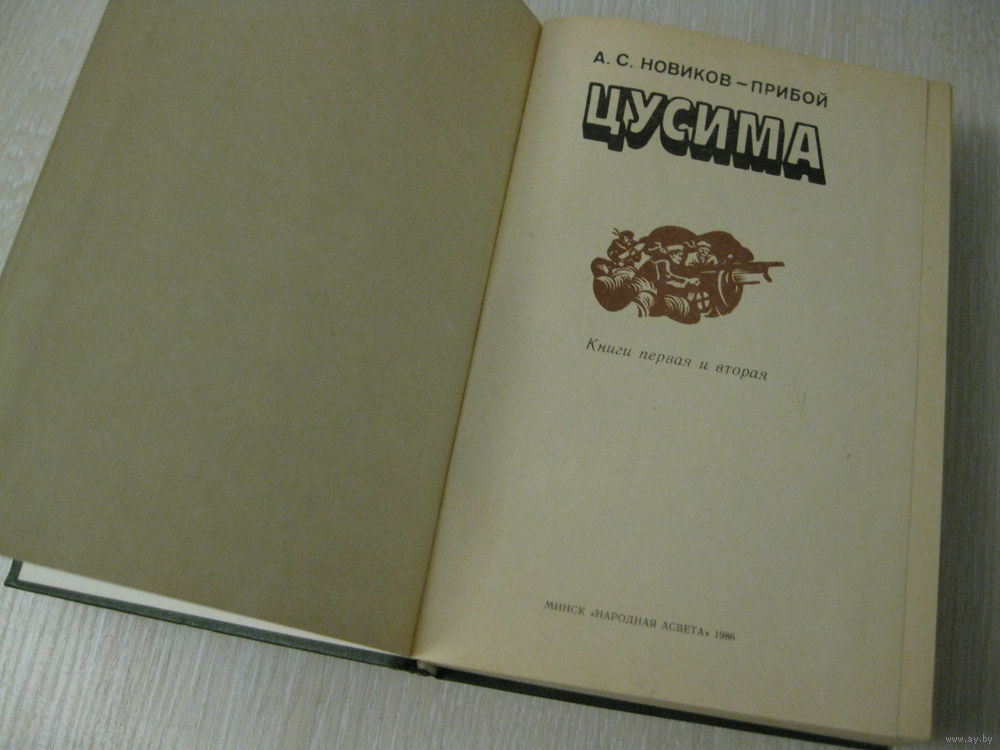 А. С. НОВИКОВ–ПРИБОЙ
ЦУСИМА
Книги первая и вторая
МИНСК «НАРОДНАЯ АСВЕТА» 1986
www.ay.by